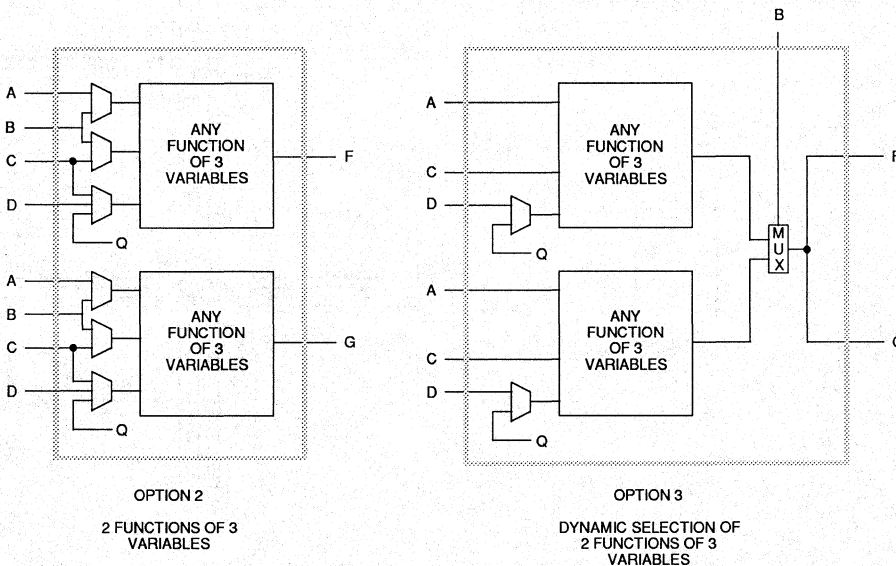 A
B
C
D
Q
ANY
FUNCTION
OF 3
VARIABLES
F
A
B
C
D
Q
ANY
FUNCTION
OF 3
VARIABLES
G
OPTION 2
2 FUNCTIONS OF 3
VARIABLES
B
A
C
D
Q
ANY
FUNCTION
OF 3
VARIABLES
A
C
D
Q
ANY
FUNCTION
OF 3
VARIABLES
MUX
OPTION 3
DYNAMIC SELECTION OF
2 FUNCTIONS OF 3
VARIABLES